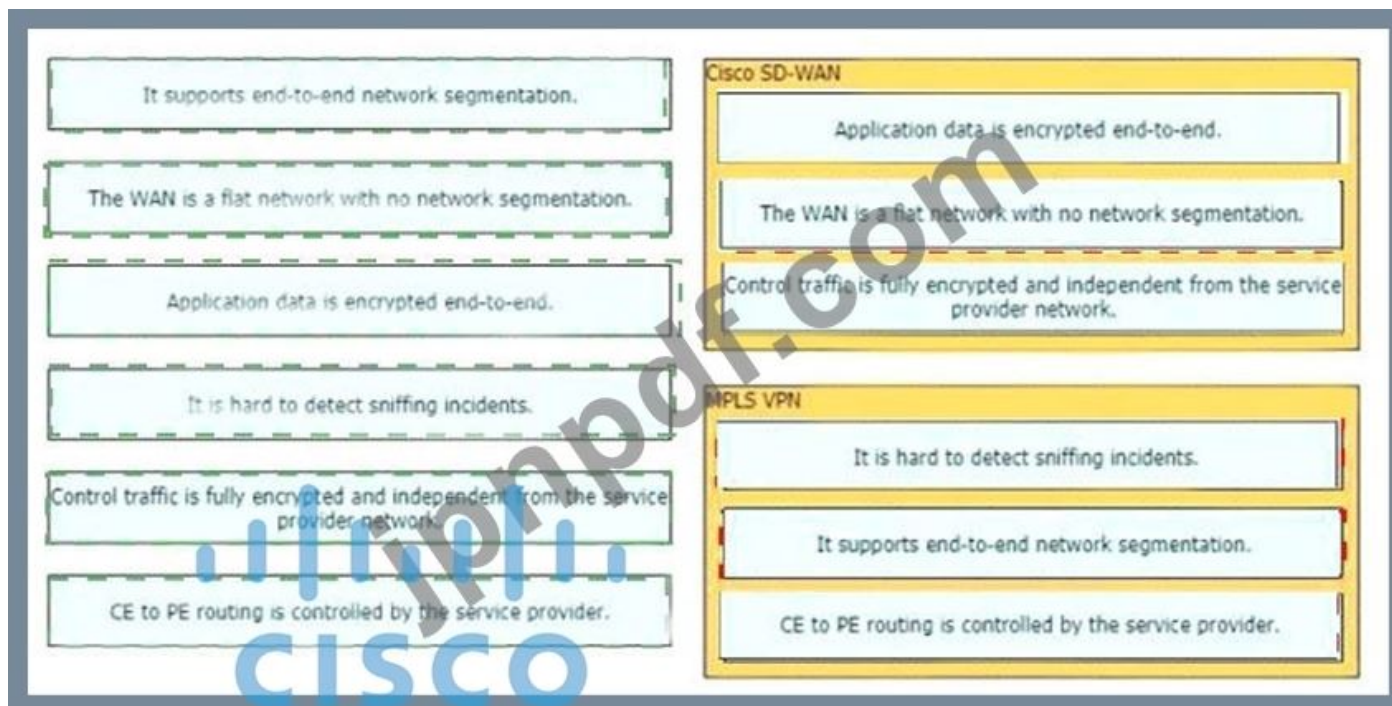 It supports end-to-end network segmentation.
The WAN is a flat network with no network segmentation.
Application data is encrypted end-to-end.
It is hard to detect sniffing incidents.
Control traffic is fully encrypted and independent from the service
provider network.
CE to PE routing is controlled by the service provider.
Cisco SD-WAN
Application data is encrypted end-to-end.
The WAN is a flat network with no network segmentation.
Control traffic is fully encrypted and independent from the service
provider network.
MPLS VPN
It is hard to detect sniffing incidents.
It supports end-to-end network segmentation.
CE to PE routing is controlled by the service provider.
jpnpdf.com
CISCO